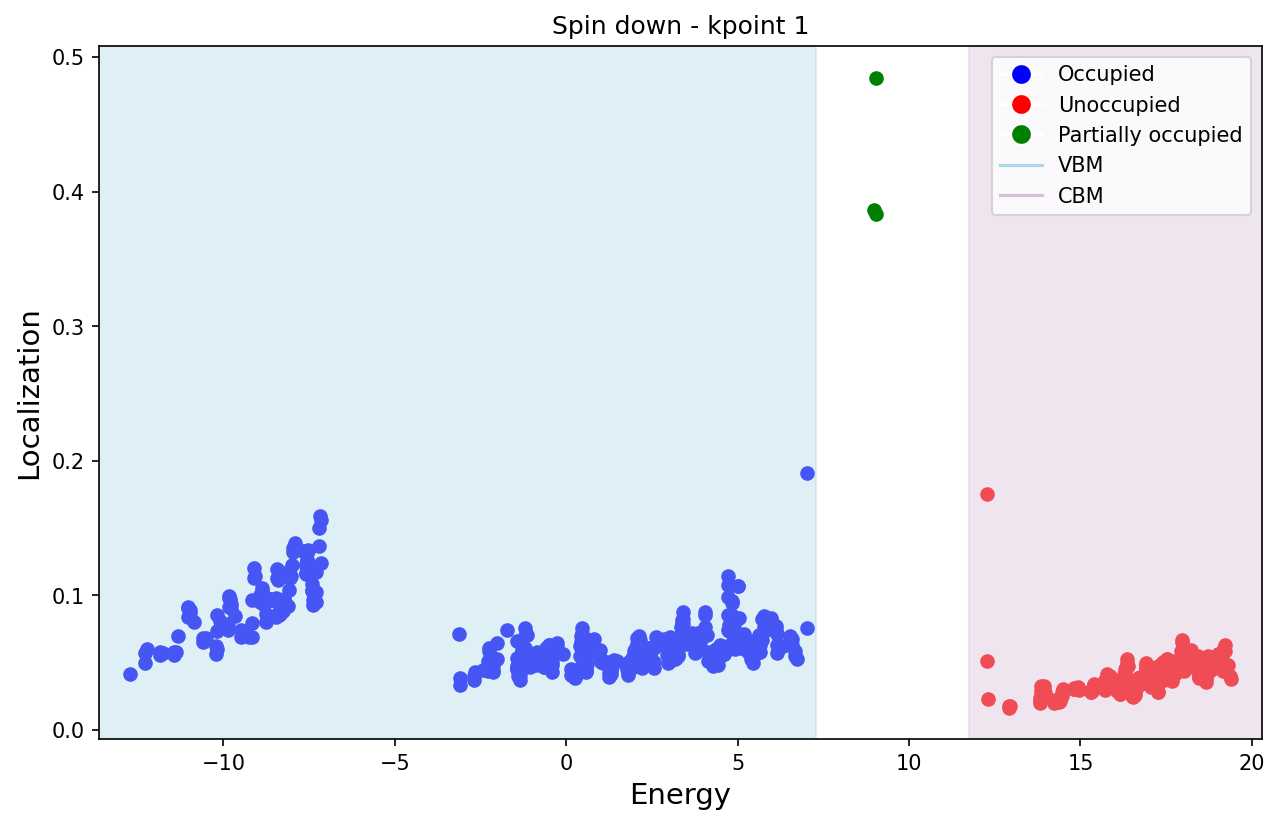 Spin down - kpoint 1
0.5
0.4
0.3
0.2
0.1
0.0
Localization
Occupied
Unoccupied
Partially occupied
VBM
CBM
−10
−5
0
5
10
15
20
Energy